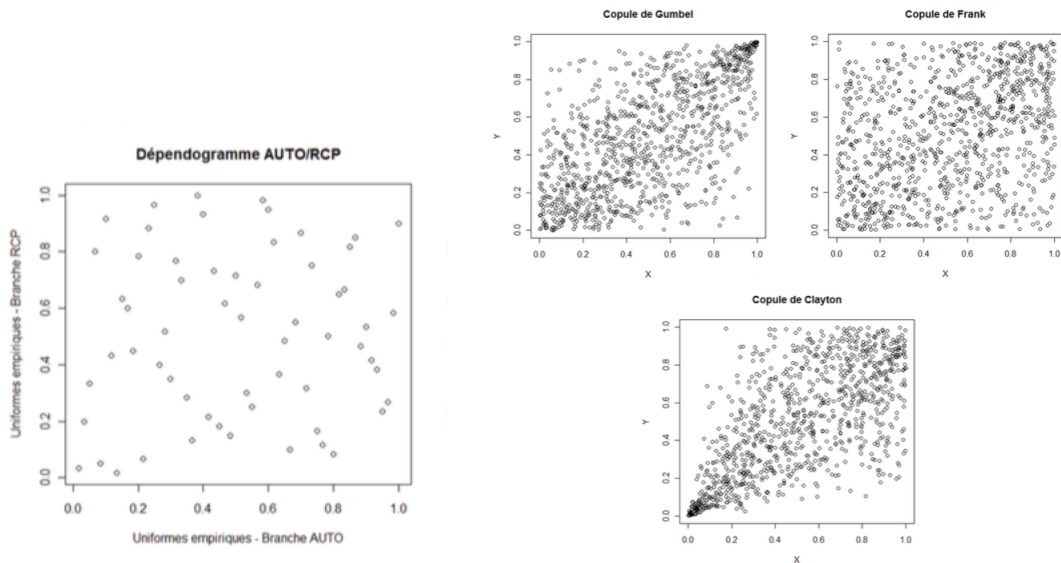 Dépendogramme AUTO/RCP
Uniformes empiriques - Branche RCP
1.0
0.8
0.6
0.4
0.2
0.0
0.0 0.2 0.4 0.6 0.8 1.0
Uniformes empiriques - Branche AUTO
Copule de Gumbel
Y
1.0
0.8
0.6
0.4
0.2
0.0
0.0 0.2 0.4 0.6 0.8 1.0
X
Copule de Frank
Y
1.0
0.8
0.6
0.4
0.2
0.0
0.0 0.2 0.4 0.6 0.8 1.0
X
Copule de Clayton
Y
1.0
0.8
0.6
0.4
0.2
0.0
0.0 0.2 0.4 0.6 0.8 1.0
X